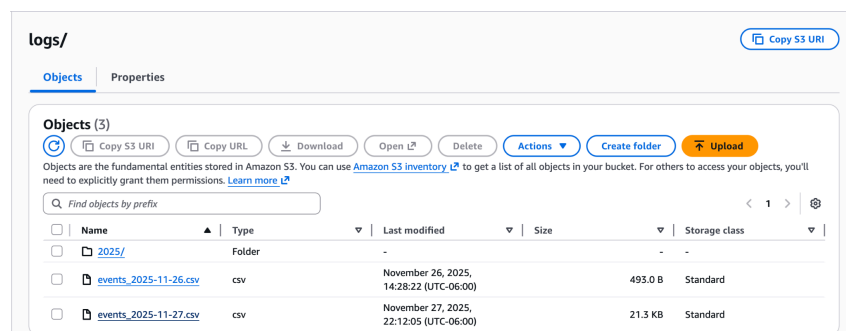 logs/
Copy S3 URI
Objects Properties
Objects (3)
Copy S3 URI Copy URL Download Open Delete Actions Create folder Upload
Objects are the fundamental entities stored in Amazon S3. You can use Amazon S3 inventory to get a list of all objects in your bucket. For others to access your objects, you'll
need to explicitly grant them permissions. Learn more
Find objects by prefix
1
Name Type Last modified Size Storage class
2025/ Folder - - -
events_2025-11-26.csv csv November 26, 2025, 14:28:22 (UTC-06:00) 493.0 B Standard
events_2025-11-27.csv csv November 27, 2025, 22:12:05 (UTC-06:00) 21.3 KB Standard